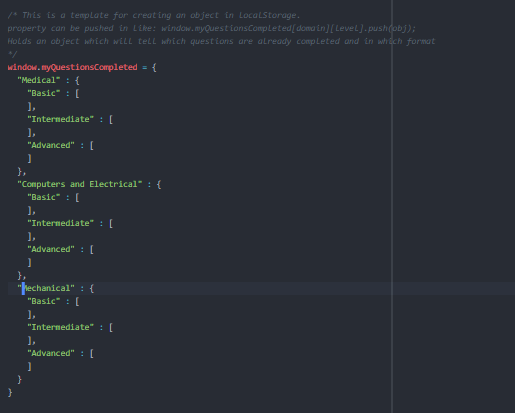 /* This is a template for creating an object in localStorage.
property can be pushed in like: window.myQuestionsCompleted[domain][Level].push(obj);
Holds an object which will tell which questions are already completed and in which format
*/
window.myQuestionsCompleted = {
"Medical" : {
"Basic" : [
],
"Intermediate" : [
],
"Advanced" : [
]
},
"Computers and Electrical" : {
"Basic" : [
],
"Intermediate" : [
],
"Advanced" : [
]
},
"Mechanical" : {
"Basic" : [
],
"Intermediate" : [
],
"Advanced" : [
]
}
}